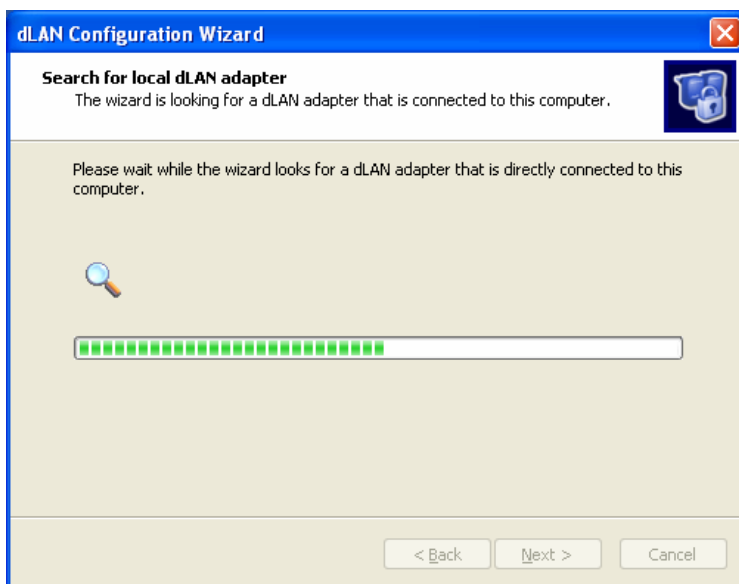 dLAN Configuration Wizard
Search for local dLAN adapter
The wizard is looking for a dLAN adapter that is connected to this computer.
Please wait while the wizard looks for a dLAN adapter that is directly connected to this
computer.
< Back Next > Cancel